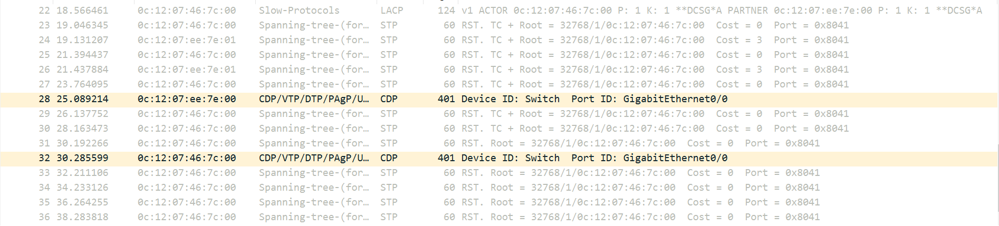 22 18.566461 0c:12:07:46:7c:00 Slow-Protocols LACP 124 v1 ACTOR 0c:12:07:46:7c:00 P: 1 K: 1 **DCSG*A PARTNER 0c:12:07:ee:7e:00 P: 1 K: 1 **DCSG*A
23 19.046345 0c:12:07:46:7c:00 Spanning-tree-(for… STP 60 RST. TC + Root = 32768/1/0c:12:07:46:7c:00 Cost = 0 Port = 0x8041
24 19.131207 0c:12:07:ee:7e:01 Spanning-tree-(for… STP 60 RST. TC + Root = 32768/1/0c:12:07:46:7c:00 Cost = 3 Port = 0x8041
25 21.394437 0c:12:07:46:7c:00 Spanning-tree-(for… STP 60 RST. TC + Root = 32768/1/0c:12:07:46:7c:00 Cost = 0 Port = 0x8041
26 21.437884 0c:12:07:ee:7e:01 Spanning-tree-(for… STP 60 RST. TC + Root = 32768/1/0c:12:07:46:7c:00 Cost = 3 Port = 0x8041
27 23.764095 0c:12:07:46:7c:00 Spanning-tree-(for… STP 60 RST. TC + Root = 32768/1/0c:12:07:46:7c:00 Cost = 0 Port = 0x8041
28 25.089214 0c:12:07:ee:7e:00 CDP/VTP/DTP/PAgP/U… CDP 401 Device ID: Switch Port ID: GigabitEthernet0/0
29 26.137752 0c:12:07:46:7c:00 Spanning-tree-(for… STP 60 RST. TC + Root = 32768/1/0c:12:07:46:7c:00 Cost = 0 Port = 0x8041
30 28.163473 0c:12:07:46:7c:00 Spanning-tree-(for… STP 60 RST. TC + Root = 32768/1/0c:12:07:46:7c:00 Cost = 0 Port = 0x8041
31 30.192266 0c:12:07:46:7c:00 Spanning-tree-(for… STP 60 RST. Root = 32768/1/0c:12:07:46:7c:00 Cost = 0 Port = 0x8041
32 30.285599 0c:12:07:46:7c:00 CDP/VTP/DTP/PAgP/U… CDP 401 Device ID: Switch Port ID: GigabitEthernet0/0
33 32.211106 0c:12:07:46:7c:00 Spanning-tree-(for… STP 60 RST. Root = 32768/1/0c:12:07:46:7c:00 Cost = 0 Port = 0x8041
34 34.233126 0c:12:07:46:7c:00 Spanning-tree-(for… STP 60 RST. Root = 32768/1/0c:12:07:46:7c:00 Cost = 0 Port = 0x8041
35 36.264255 0c:12:07:46:7c:00 Spanning-tree-(for… STP 60 RST. Root = 32768/1/0c:12:07:46:7c:00 Cost = 0 Port = 0x8041
36 38.283818 0c:12:07:46:7c:00 Spanning-tree-(for… STP 60 RST. Root = 32768/1/0c:12:07:46:7c:00 Cost = 0 Port = 0x8041